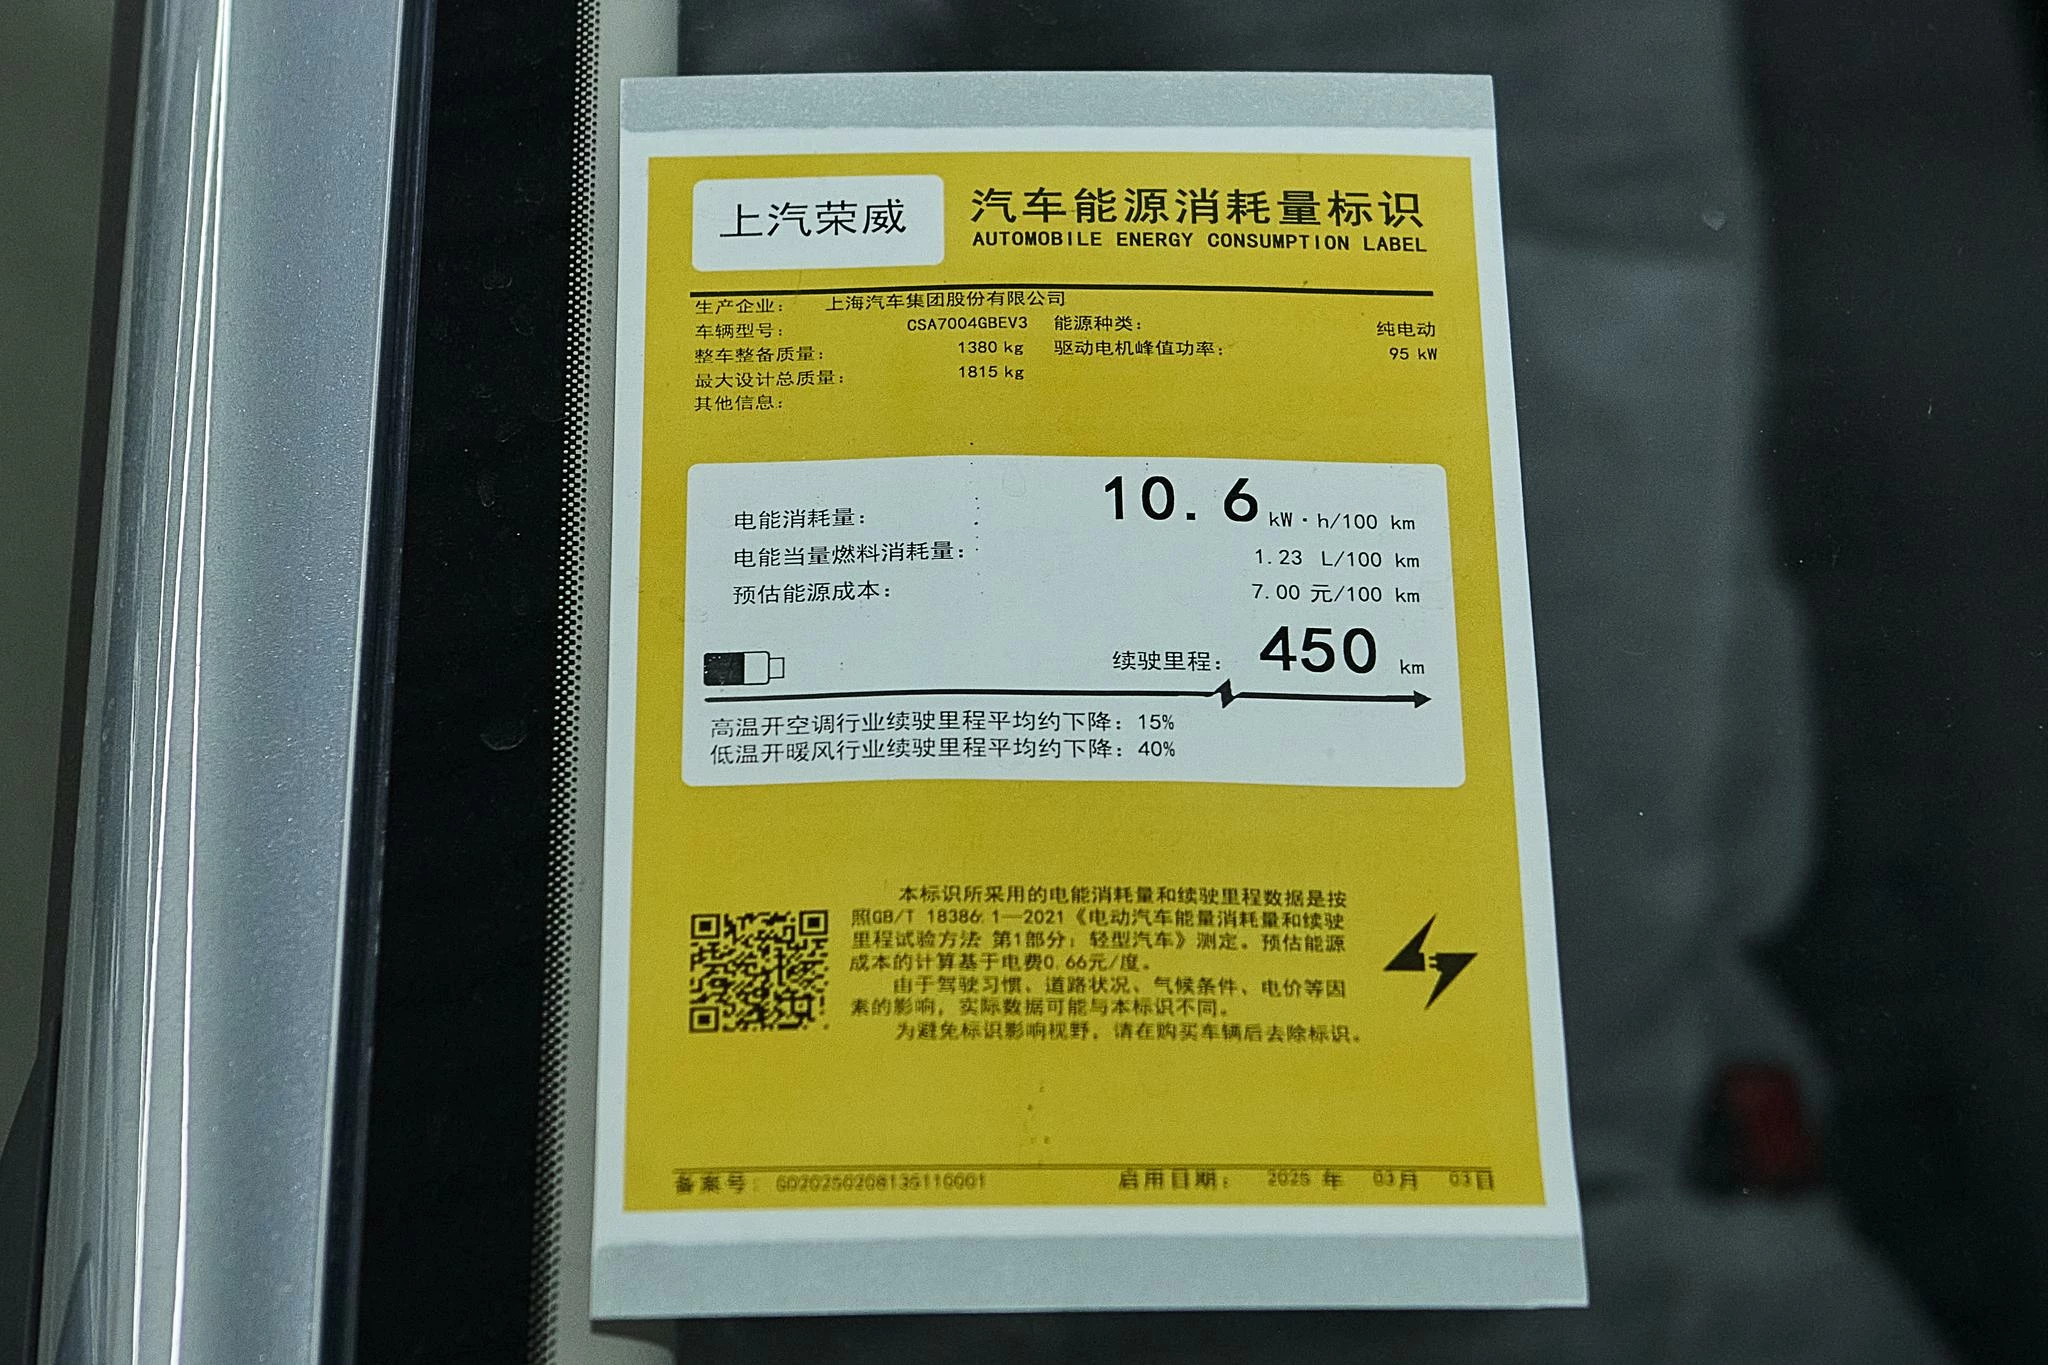 上汽荣威
汽车能源消耗量标识
AUTOMOBILE ENERGY CONSUMPTION LABEL
生产企业: 上海汽车集团股份有限公司
车辆型号: CSA7004GBEV3 能源种类: 纯电动
整车整备质量: 1380 kg 驱动电机峰值功率: 95 kW
最大设计总质量: 1815 kg
其他信息:
电能消耗量: 10.6 kW·h/100 km
电能当量燃料消耗量: 1.23 L/100 km
预估能源成本: 7.00 元/100 km
续驶里程: 450 km
高温开空调行业续驶里程平均约下降: 15%
低温开暖风行业续驶里程平均约下降: 40%
本标识所采用的电能消耗量和续驶里程数据是按
照GB/T 18386.1—2021《电动汽车能量消耗量和续驶
里程试验方法 第1部分: 轻型汽车》测定。预估能源
成本的计算基于电费0.66元/度。
由于驾驶习惯、道路状况、气候条件、电价等因
素的影响, 实际数据可能与本标识不同。
为避免标识影响视野, 请在购买车辆后去除标识。
备案号: 启用日期: 2025 年 03月 03日